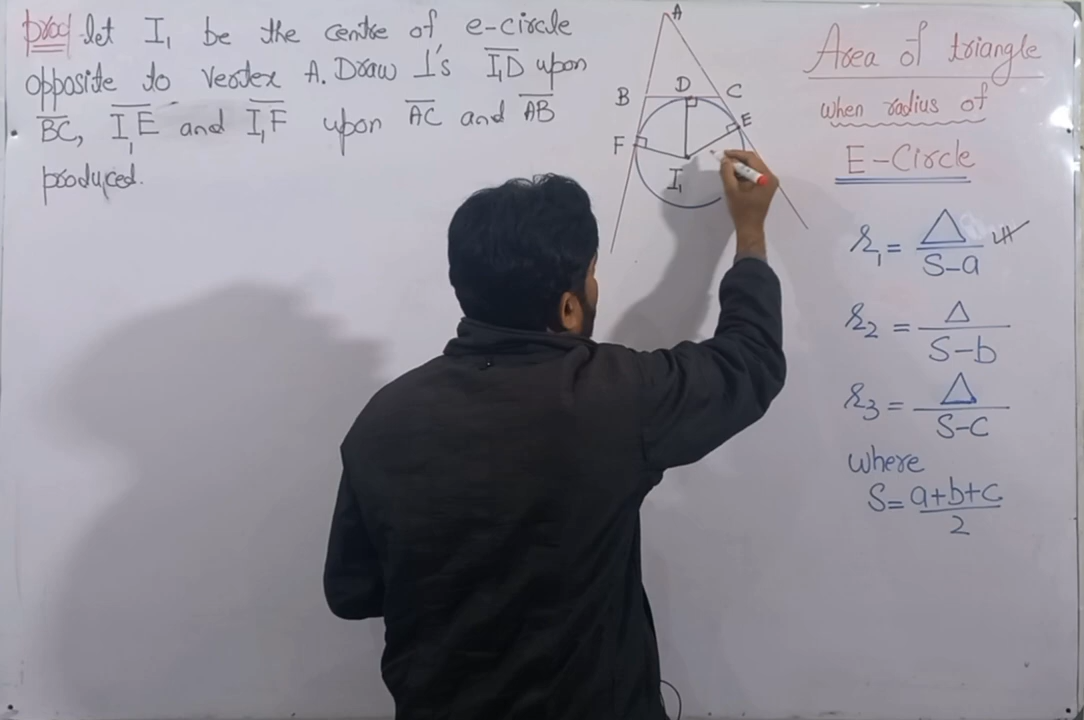 proof let I₁ be the centre of e-circle
opposite to vertex A. Draw ⊥'s I₁D upon
BC, I₁E and I₁F upon AC and AB
produced.
A
B D C
F E
I₁
Area of triangle
when radius of
E-Circle
r₁ = △/S-a
r₂ = △/S-b
r₃ = △/S-c
where
S = a+b+c/2